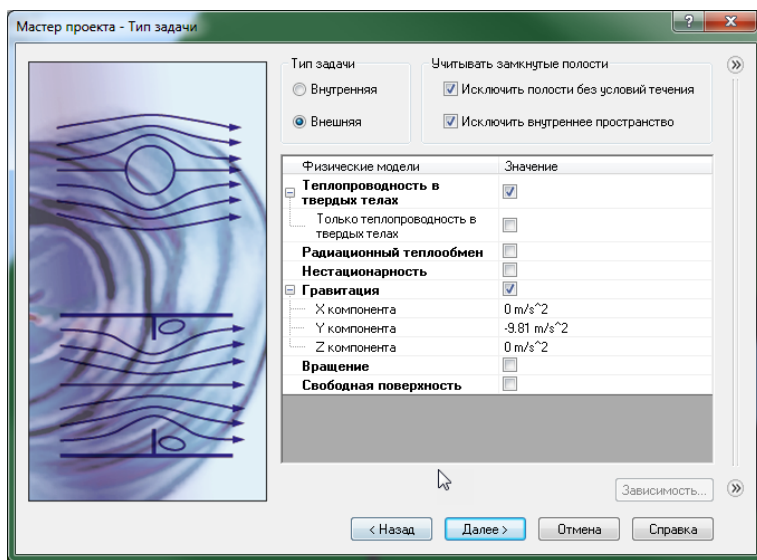 Мастер проекта - Тип задачи
?
Тип задачи
Учитывать замкнутые полости
Внутренняя
Исключить полости без условий течения
Внешняя
Исключить внутреннее пространство
Физические модели Значение
Теплопроводность в
твердых телах
Только теплопроводность в
твердых телах
Радиационный теплообмен
Нестационарность
Гравитация
X компонента 0 m/s^2
Y компонента -9.81 m/s^2
Z компонента 0 m/s^2
Вращение
Свободная поверхность
Зависимость...
< Назад Далее > Отмена Справка